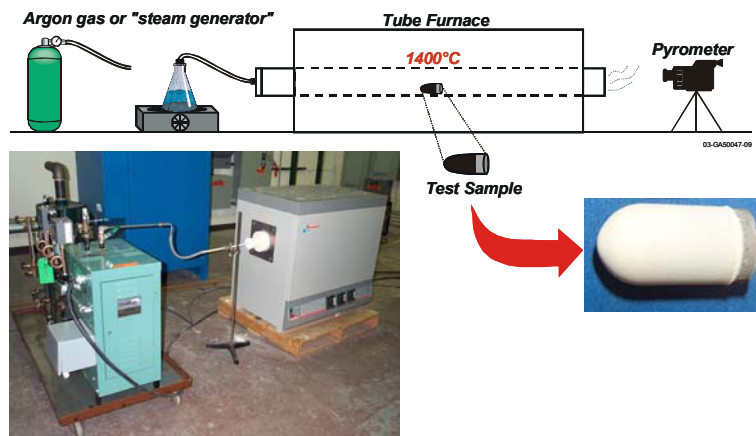 Argon gas or "steam generator"
Tube Furnace
1400°C
Pyrometer
03-GA50047-09
Test Sample